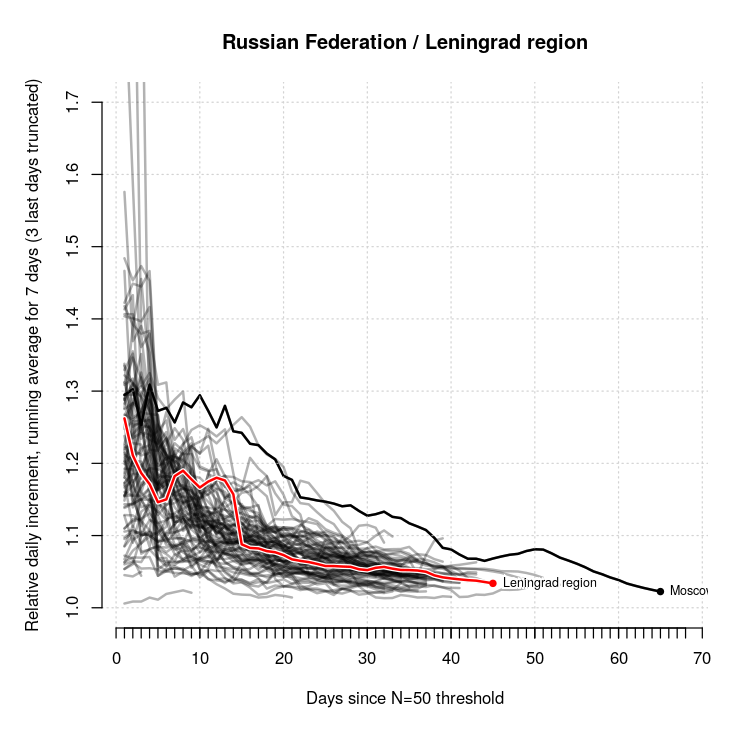 Russian Federation / Leningrad region
Relative daily increment, running average for 7 days (3 last days truncated)
1.7
1.6
1.5
1.4
1.3
1.2
1.1
1.0
Leningrad region
Moscow
0 10 20 30 40 50 60 70
Days since N=50 threshold